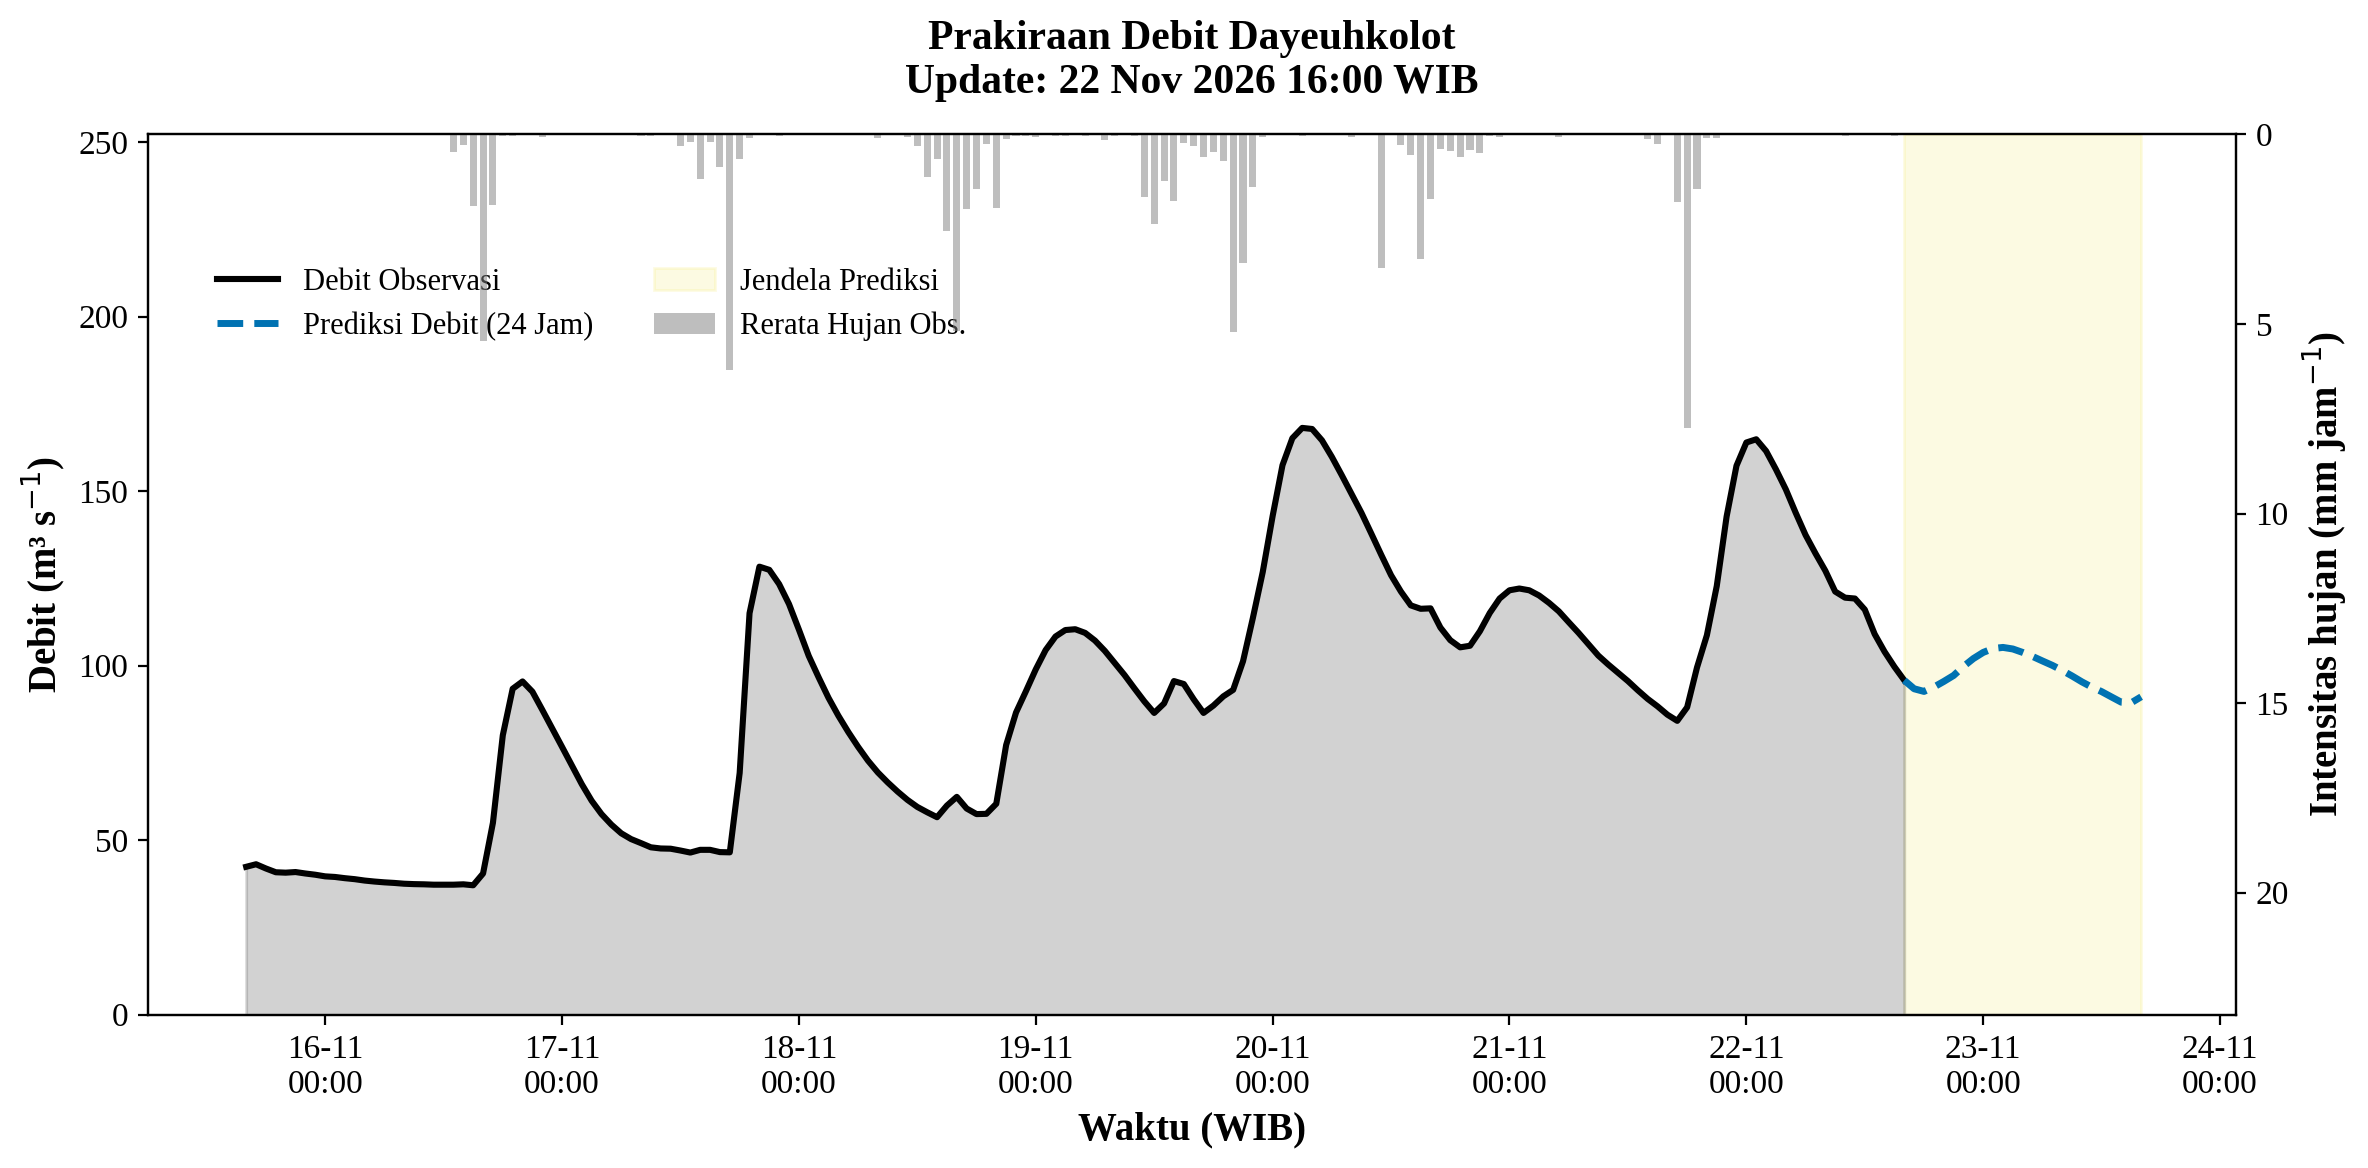 Prakiraan Debit Dayeuhkolot
Update: 22 Nov 2026 16:00 WIB
Debit (m³ s⁻¹)
250
200
150
100
50
0
Debit Observasi
Prediksi Debit (24 Jam)
Jendela Prediksi
Rerata Hujan Obs.
0
5
10
15
20
Intensitas hujan (mm jam⁻¹)
16-11 17-11 18-11 19-11 20-11 21-11 22-11 23-11 24-11
00:00 00:00 00:00 00:00 00:00 00:00 00:00 00:00 00:00
Waktu (WIB)